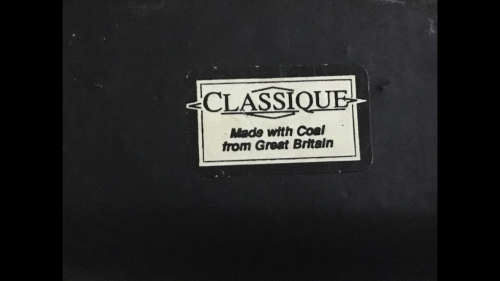 CLASSIQUE
Made with Coal
from Great Britain